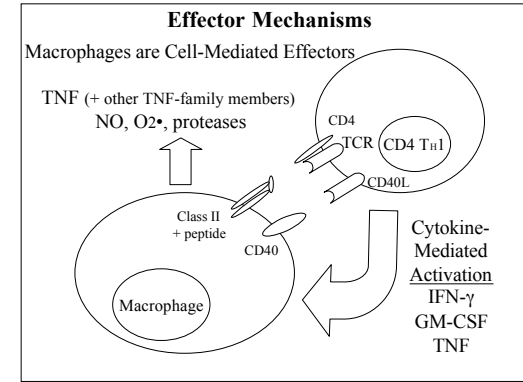 Effector Mechanisms
Macrophages are Cell-Mediated Effectors
TNF (+ other TNF-family members)
NO, O2•, proteases
CD4
TCR
CD4 TH1
CD40L
Class II
+ peptide
CD40
Macrophage
Cytokine-
Mediated
Activation
IFN-γ
GM-CSF
TNF